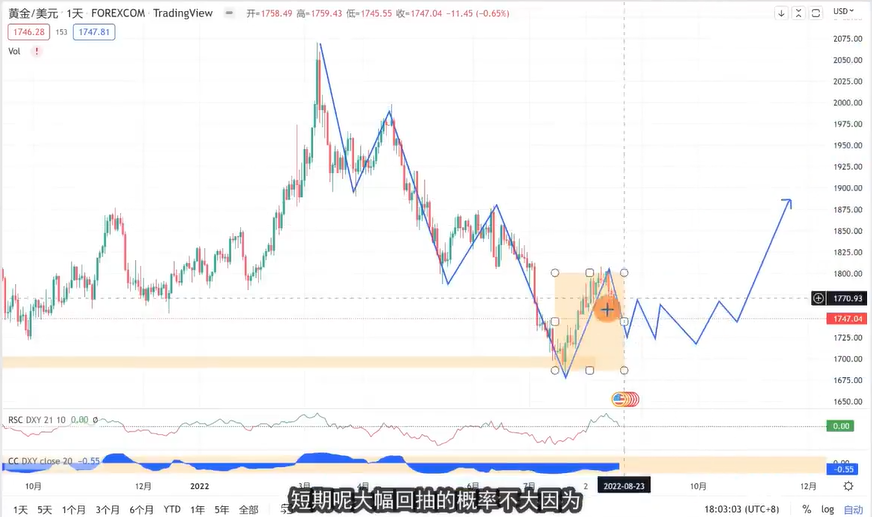 黄金/美元 · 1天 · FOREXCOM · TradingView 开=1758.49 高=1759.43 低=1745.55 收=1747.04 -11.45 (-0.65%) USD
1746.28 153 1747.81
Vol !
2075.00
2050.00
2025.00
2000.00
1975.00
1950.00
1925.00
1900.00
1875.00
1850.00
1825.00
1800.00
1770.93
1747.04
1725.00
1700.00
1675.00
1650.00
RSC DXY 21 10 0.00 Ø
0.00
CC DXY close 20 -0.55
-0.55
10月 12月 2022 3月 4月 6月 7月 2 2022-08-23 10月 12月
短期呢大幅回抽的概率不大因为
1天 5天 1个月 3个月 6个月 YTD 1年 5年 全部 18:03:03 (UTC+8) % log 自动